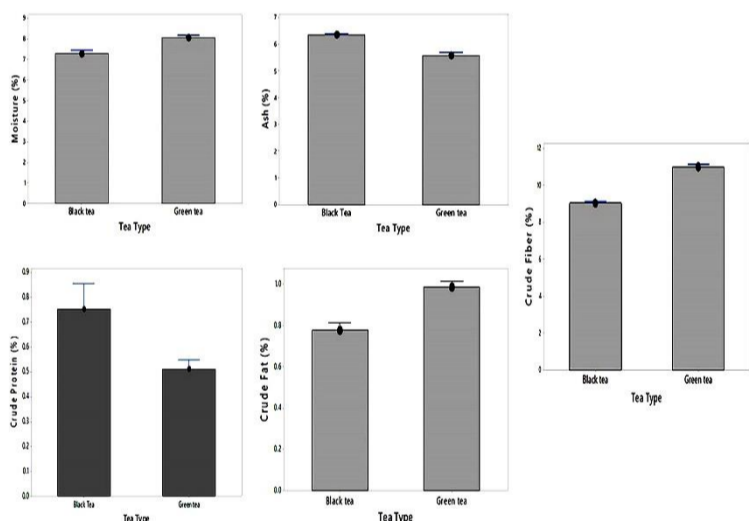 Moisture (%)
9
8
7
6
5
4
3
2
1
0
Black tea Green tea
Tea Type
Ash (%)
7
6
5
4
3
2
1
0
Black Tea Green tea
Tea Type
Crude Fiber (%)
12
10
8
6
4
2
0
Black tea Green tea
Tea Type
Crude Protein (%)
0.9
0.8
0.7
0.6
0.5
0.4
0.3
0.2
0.1
0.0
Black Tea Green tea
Tea Type
Crude Fat (%)
1.0
0.8
0.6
0.4
0.2
0.0
Black tea Green tea
Tea Type